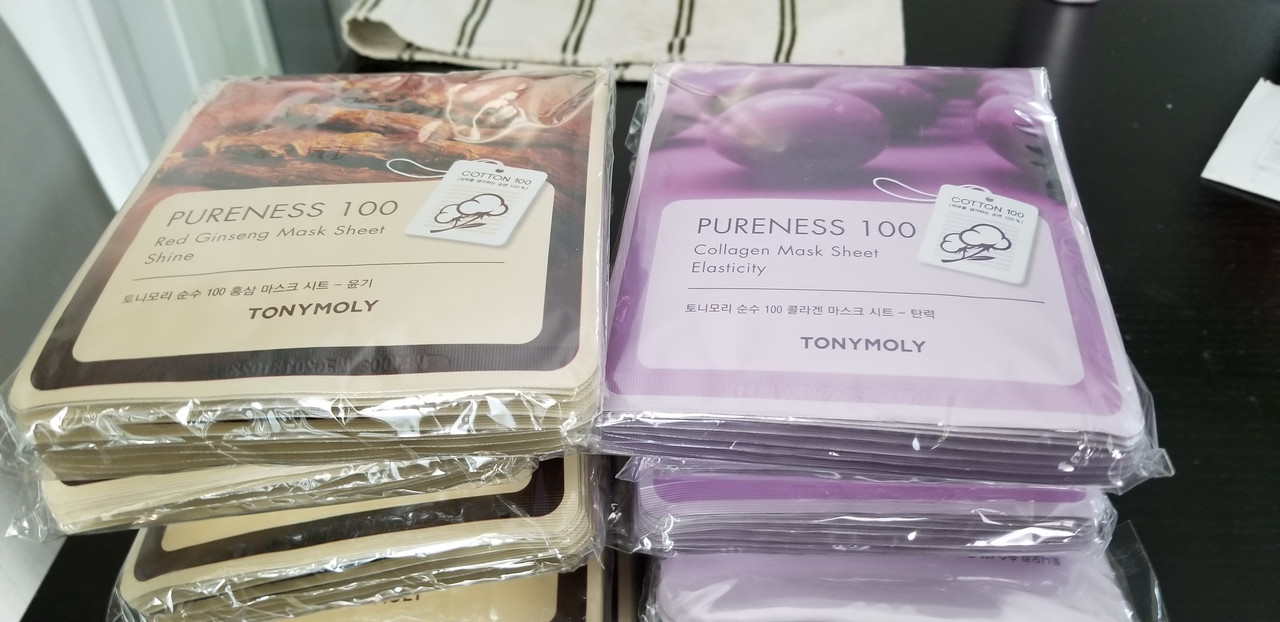 PURENESS 100
Red Ginseng Mask Sheet
Shine
토니모리 순수 100 홍삼 마스크 시트 – 윤기
TONYMOLY
COTTON 100
PURENESS 100
Collagen Mask Sheet
Elasticity
토니모리 순수 100 콜라겐 마스크 시트 – 탄력
TONYMOLY
COTTON 100